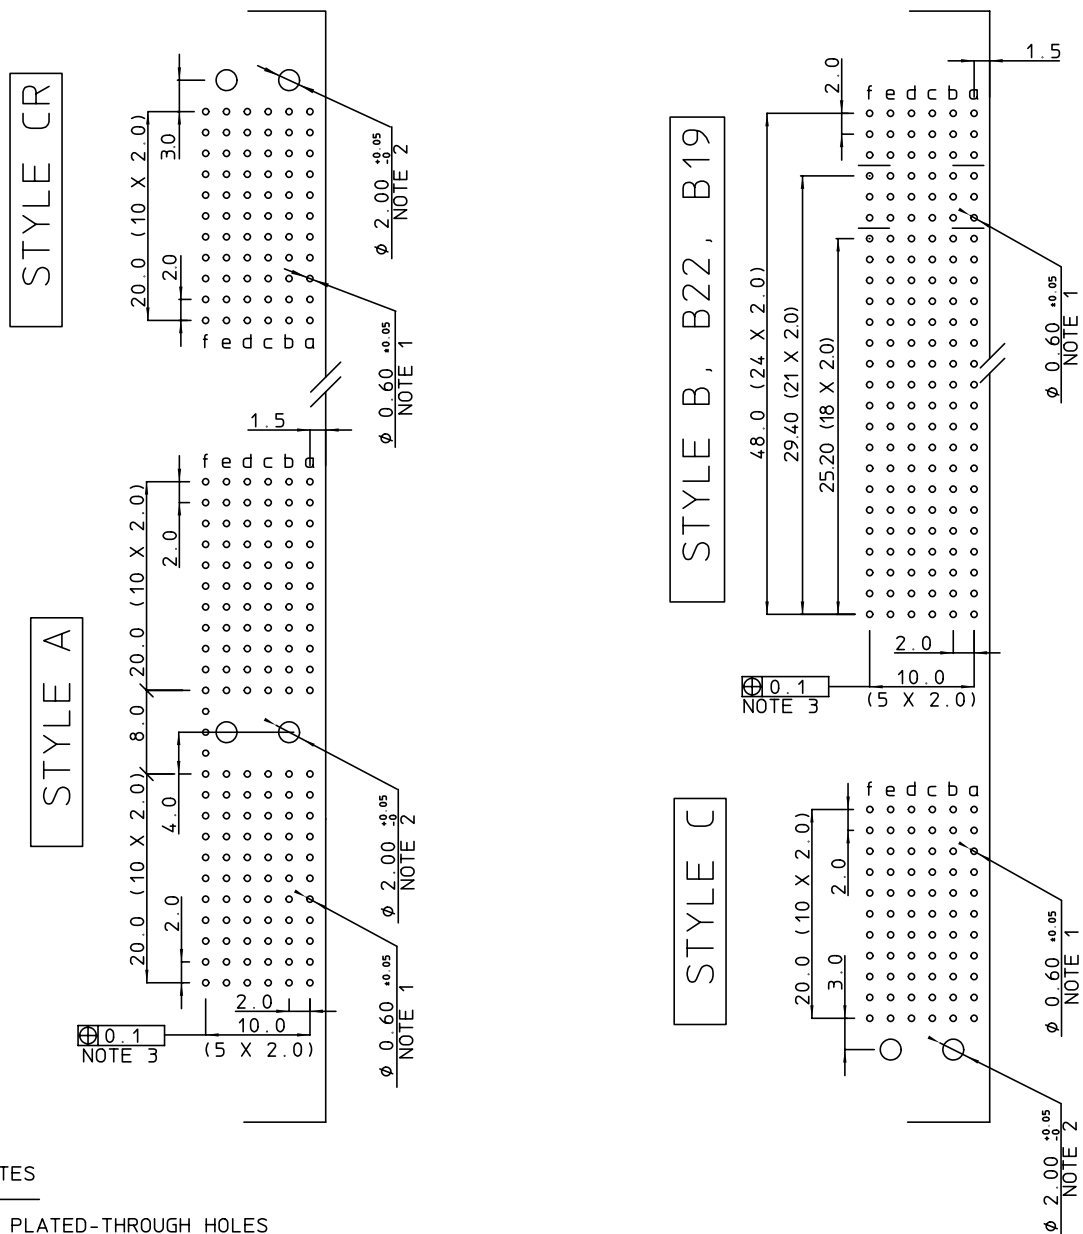 STYLE CR
20.0 (10 X 2.0)
3.0
2.0
f e d c b a
ϕ 2.00 +0.05 -0
NOTE 2
ϕ 0.60 ±0.05
NOTE 1
STYLE A
1.5
f e d c b a
20.0 (10 X 2.0)
2.0
8.0
4.0
20.0 (10 X 2.0)
2.0
ϕ 2.00 +0.05 -0
NOTE 2
ϕ 0.60 ±0.05
NOTE 1
2.0
10.0
(5 X 2.0)
⌖ 0.1
NOTE 3
STYLE B, B22, B19
1.5
2.0
f e d c b a
48.0 (24 X 2.0)
29.40 (21 X 2.0)
25.20 (18 X 2.0)
ϕ 0.60 ±0.05
NOTE 1
2.0
10.0
(5 X 2.0)
⌖ 0.1
NOTE 3
STYLE C
f e d c b a
20.0 (10 X 2.0)
2.0
3.0
ϕ 0.60 ±0.05
NOTE 1
ϕ 2.00 +0.05 -0
NOTE 2
TES
PLATED-THROUGH HOLES